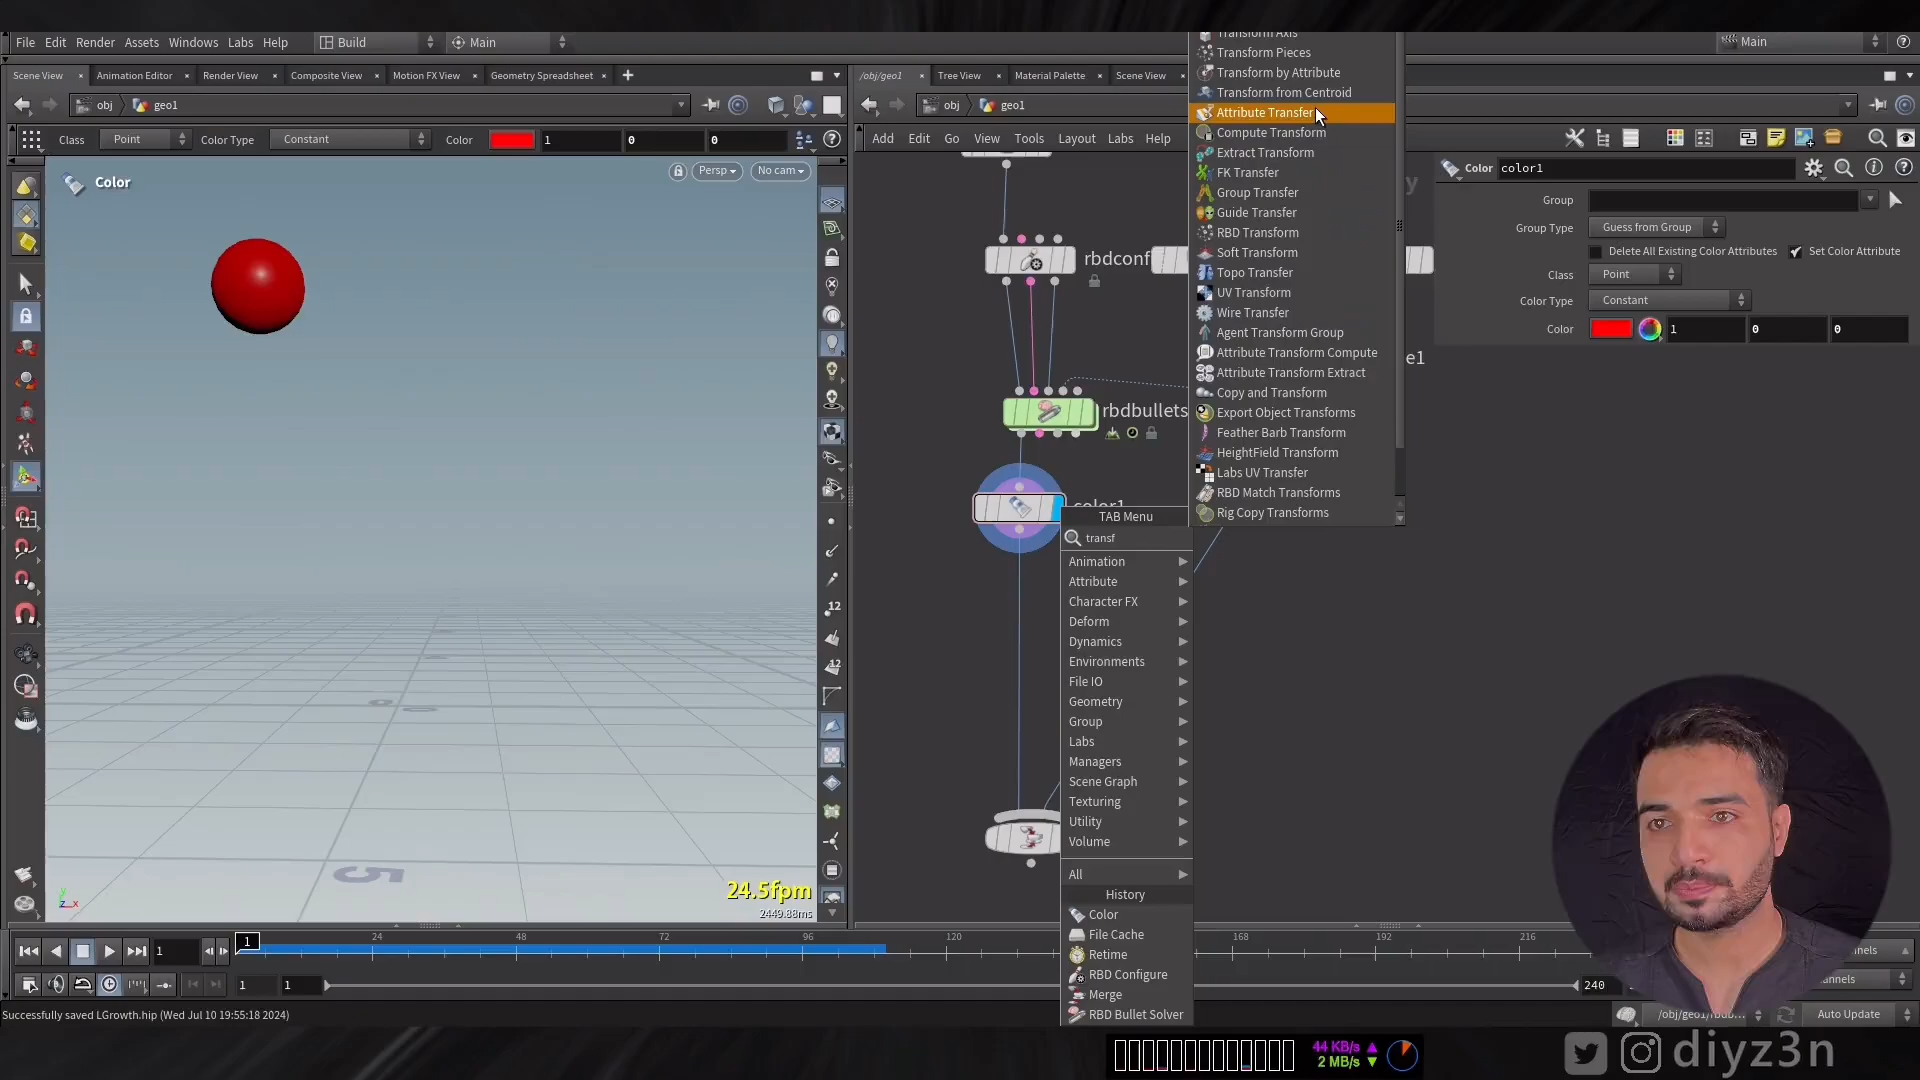 File Edit Render Assets Windows Labs Help Build Main Main
Scene View Animation Editor Render View Composite View Motion FX View Geometry Spreadsheet
/obj/geo1 Tree View Material Palette Scene View
obj geo1
obj geo1
Class Point Color Type Constant Color 1 0 0
Add Edit Go View Tools Layout Labs Help
Color
Persp No cam
24.5fpm
2449.88ms
5
12
12
rbdconf
rbdbullets
color1
e1
Transform Axis
Transform Pieces
Transform by Attribute
Transform from Centroid
Attribute Transfer
Compute Transform
Extract Transform
FK Transfer
Group Transfer
Guide Transfer
RBD Transform
Soft Transform
Topo Transfer
UV Transform
Wire Transfer
Agent Transform Group
Attribute Transform Compute
Attribute Transform Extract
Copy and Transform
Export Object Transforms
Feather Barb Transform
HeightField Transform
Labs UV Transform
RBD Match Transforms
Rig Copy Transforms
TAB Menu
transf
Animation
Attribute
Character FX
Deform
Dynamics
Environments
File IO
Geometry
Group
Labs
Managers
Scene Graph
Texturing
Utility
Volume
All
History
Color
File Cache
Retime
RBD Configure
Merge
RBD Bullet Solver
Color color1
Group
Group Type Guess from Group
Delete All Existing Color Attributes Set Color Attribute
Class Point
Color Type Constant
Color 1 0 0
1 1 24 48 72 96 120 168 192 216
1 1 240
nnels
annels
Successfully saved LGrowth.hip (Wed Jul 10 19:55:18 2024)
/obj/geo1/rbdb... Auto Update
44 KB/s
2 MB/s
diyz3n